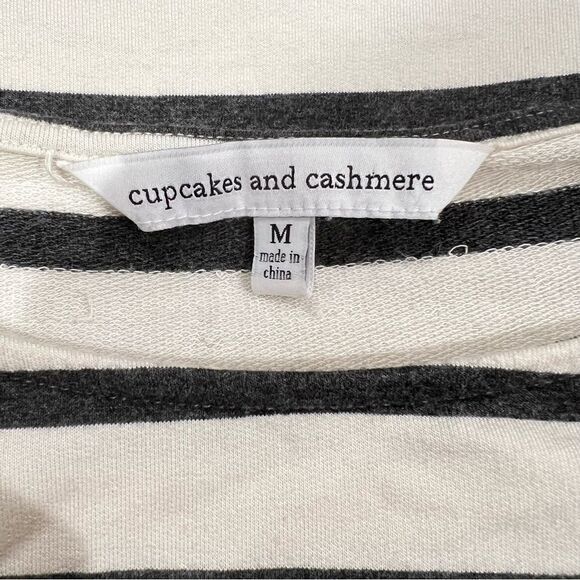 cupcakes and cashmere
M
made in
china